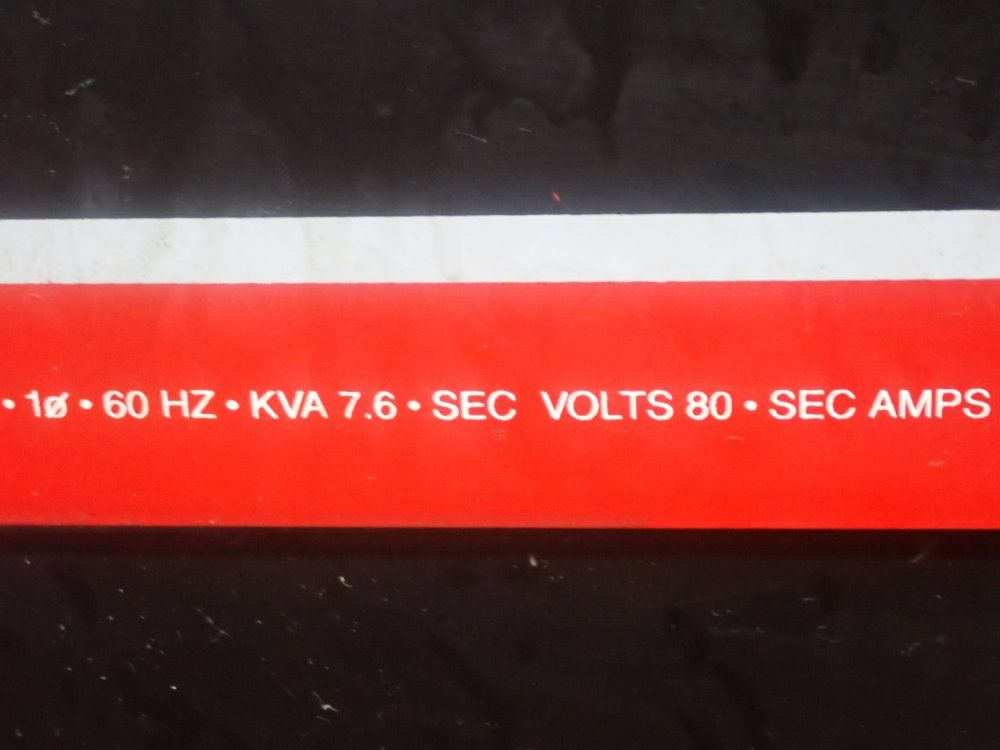 • 1ø • 60 HZ • KVA 7.6 • SEC VOLTS 80 • SEC AMPS